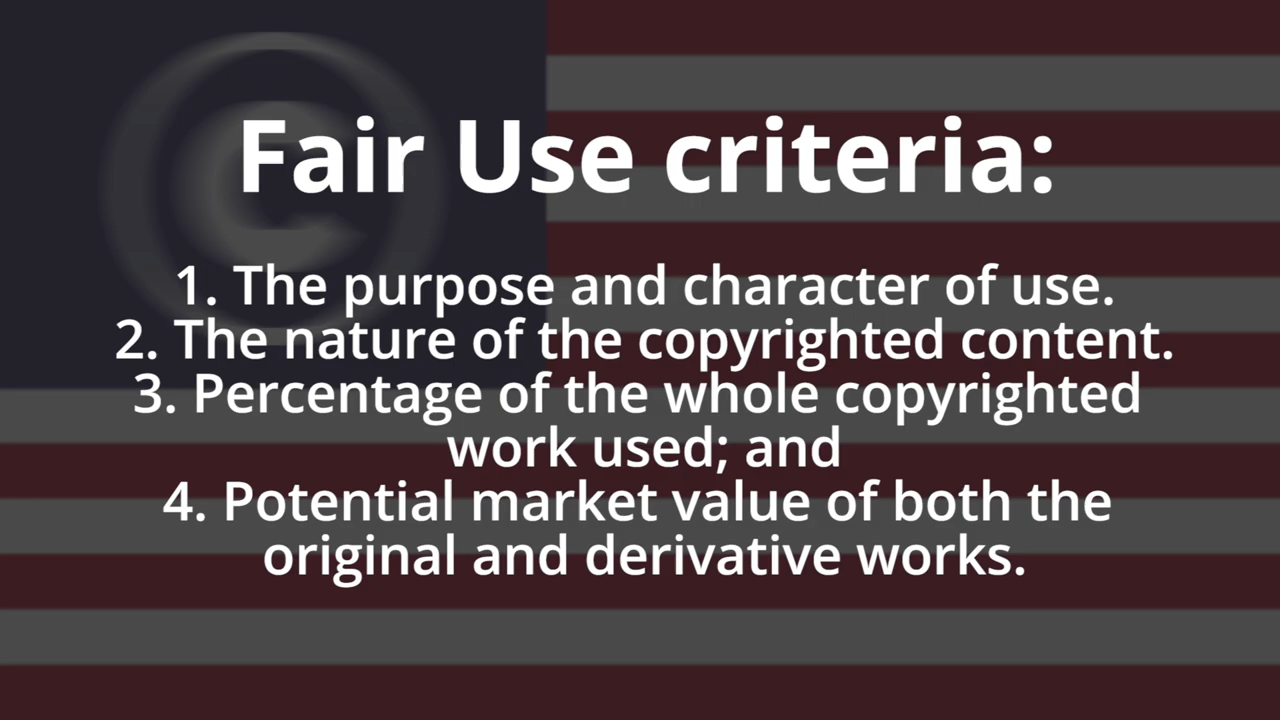 Fair Use criteria:
1. The purpose and character of use.
2. The nature of the copyrighted content.
3. Percentage of the whole copyrighted
work used; and
4. Potential market value of both the
original and derivative works.